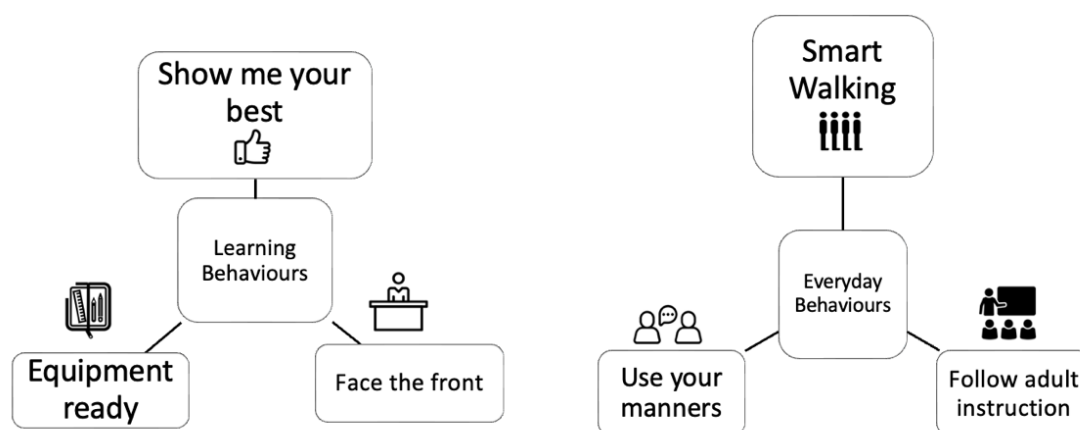 Show me your
best
Learning
Behaviours
Equipment
ready
Face the front
Smart
Walking
Everyday
Behaviours
Use your
manners
Follow adult
instruction